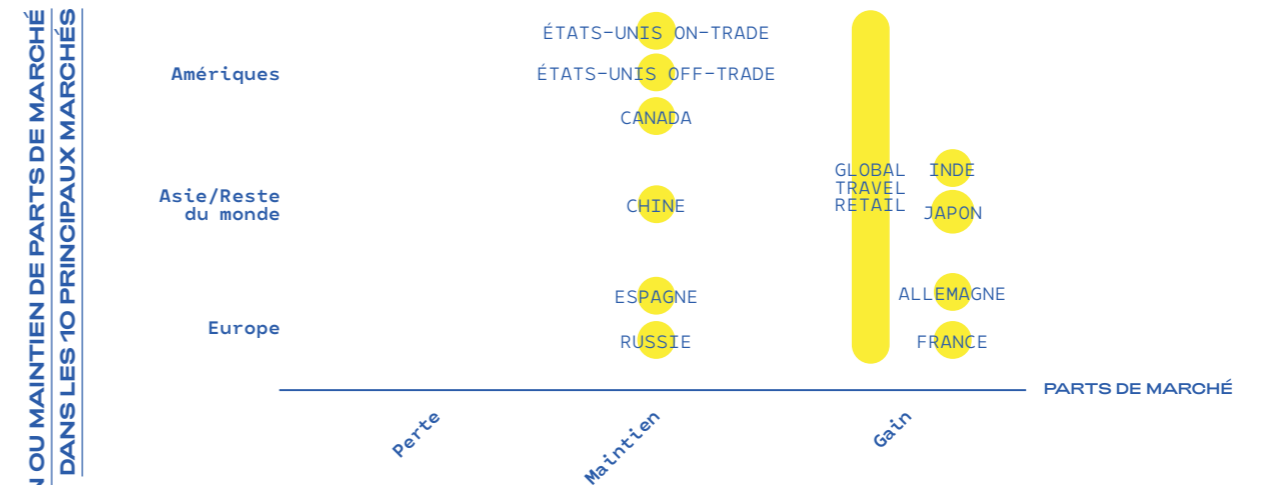 N OU MAINTIEN DE PARTS DE MARCHÉ
DANS LES 10 PRINCIPAUX MARCHÉS
Amériques
ÉTATS-UNIS ON-TRADE
ÉTATS-UNIS OFF-TRADE
CANADA
Asie/Reste
du monde
CHINE
GLOBAL
TRAVEL
RETAIL
INDE
JAPON
Europe
ESPAGNE
RUSSIE
ALLEMAGNE
FRANCE
PARTS DE MARCHÉ
Perte
Maintien
Gain